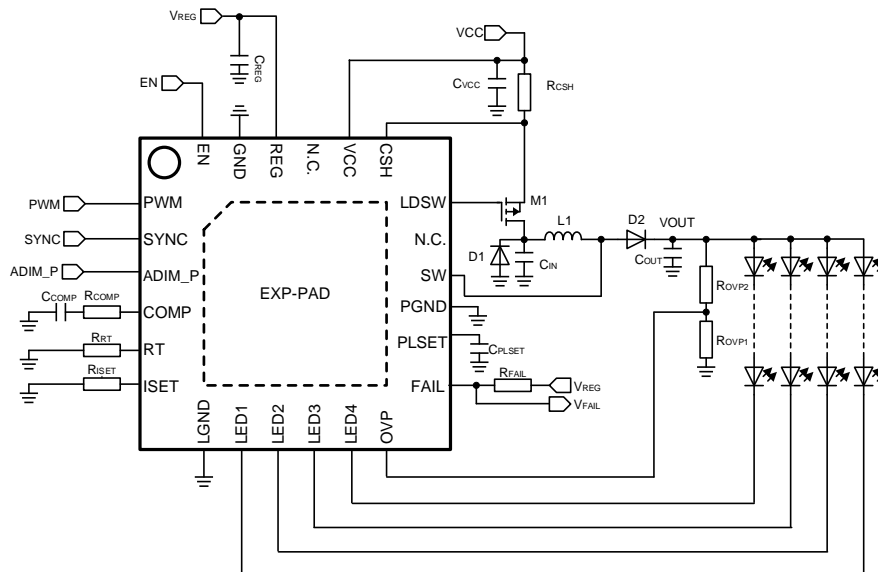 VREG
CREG
EN
VCC
CVCC
RCSH
EN
GND
REG
N.C.
VCC
CSH
PWM
SYNC
ADIM_P
CCOMP
RCOMP
RRT
RISET
PWM
SYNC
ADIM_P
COMP
RT
ISET
EXP-PAD
LDSW
N.C.
SW
PGND
PLSET
FAIL
LGND
LED1
LED2
LED3
LED4
OVP
M1
L1
D2
VOUT
D1
CIN
COUT
ROVP2
ROVP1
CPLSET
RFAIL
VREG
VFAIL